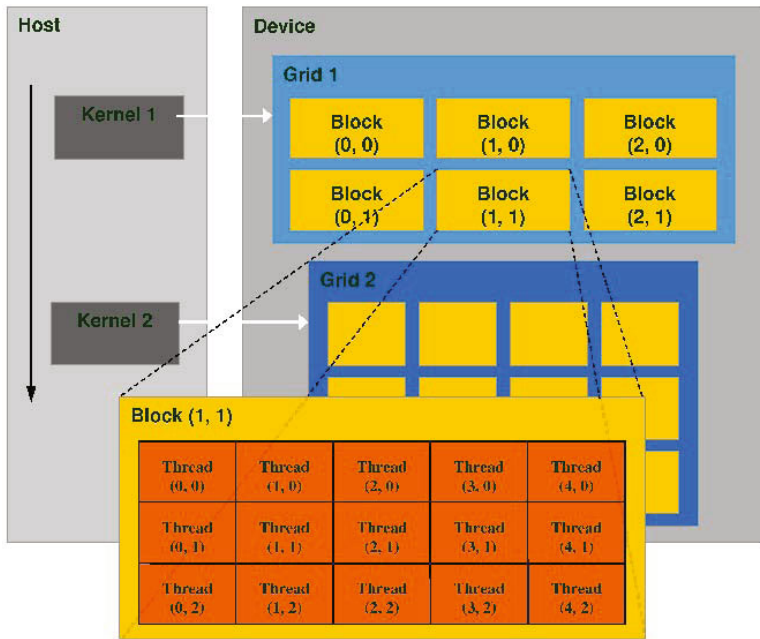 Host
Device
Grid 1
Kernel 1
Block
(0, 0)
Block
(1, 0)
Block
(2, 0)
Block
(0, 1)
Block
(1, 1)
Block
(2, 1)
Grid 2
Kernel 2
Block (1, 1)
Thread
(0, 0)
Thread
(1, 0)
Thread
(2, 0)
Thread
(3, 0)
Thread
(4, 0)
Thread
(0, 1)
Thread
(1, 1)
Thread
(2, 1)
Thread
(3, 1)
Thread
(4, 1)
Thread
(0, 2)
Thread
(1, 2)
Thread
(2, 2)
Thread
(3, 2)
Thread
(4, 2)